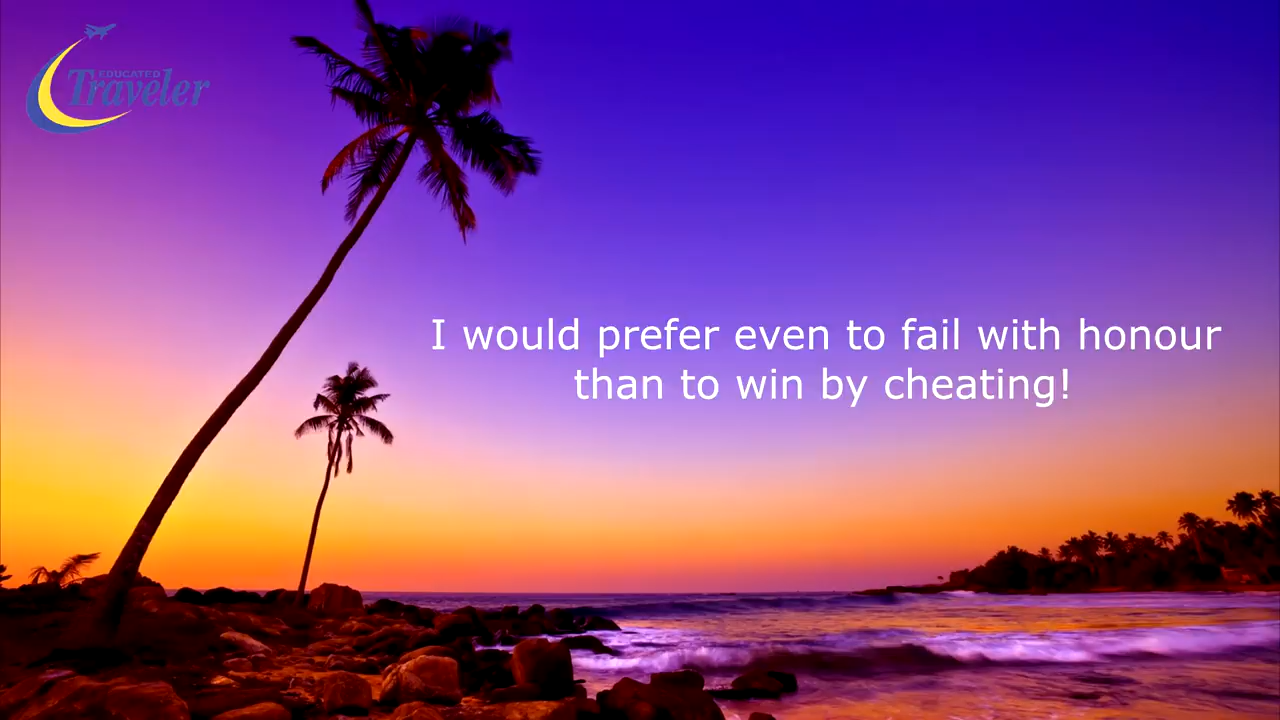 EDUCATED
Traveler
I would prefer even to fail with honour
than to win by cheating!